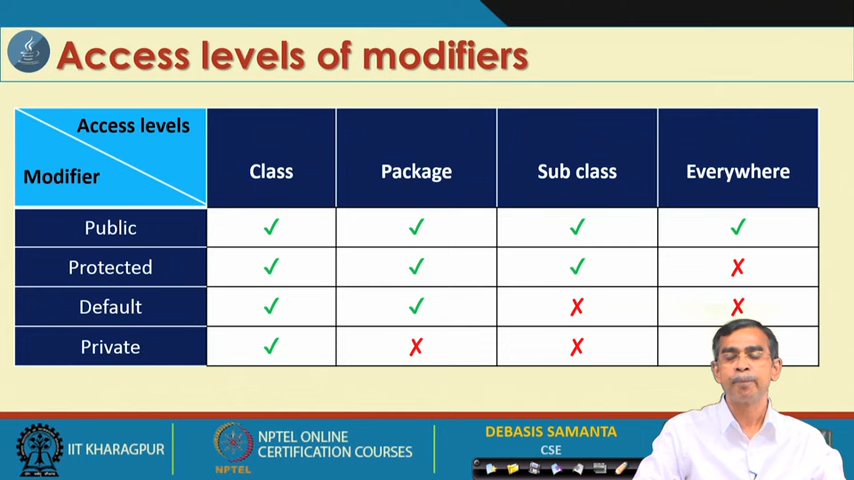 Access levels of modifiers
Access levels
Modifier
Class
Package
Sub class
Everywhere
Public ✓ ✓ ✓ ✓
Protected ✓ ✓ ✓ ✗
Default ✓ ✓ ✗ ✗
Private ✓ ✗ ✗
IIT KHARAGPUR
NPTEL
NPTEL ONLINE
CERTIFICATION COURSES
DEBASIS SAMANTA
CSE